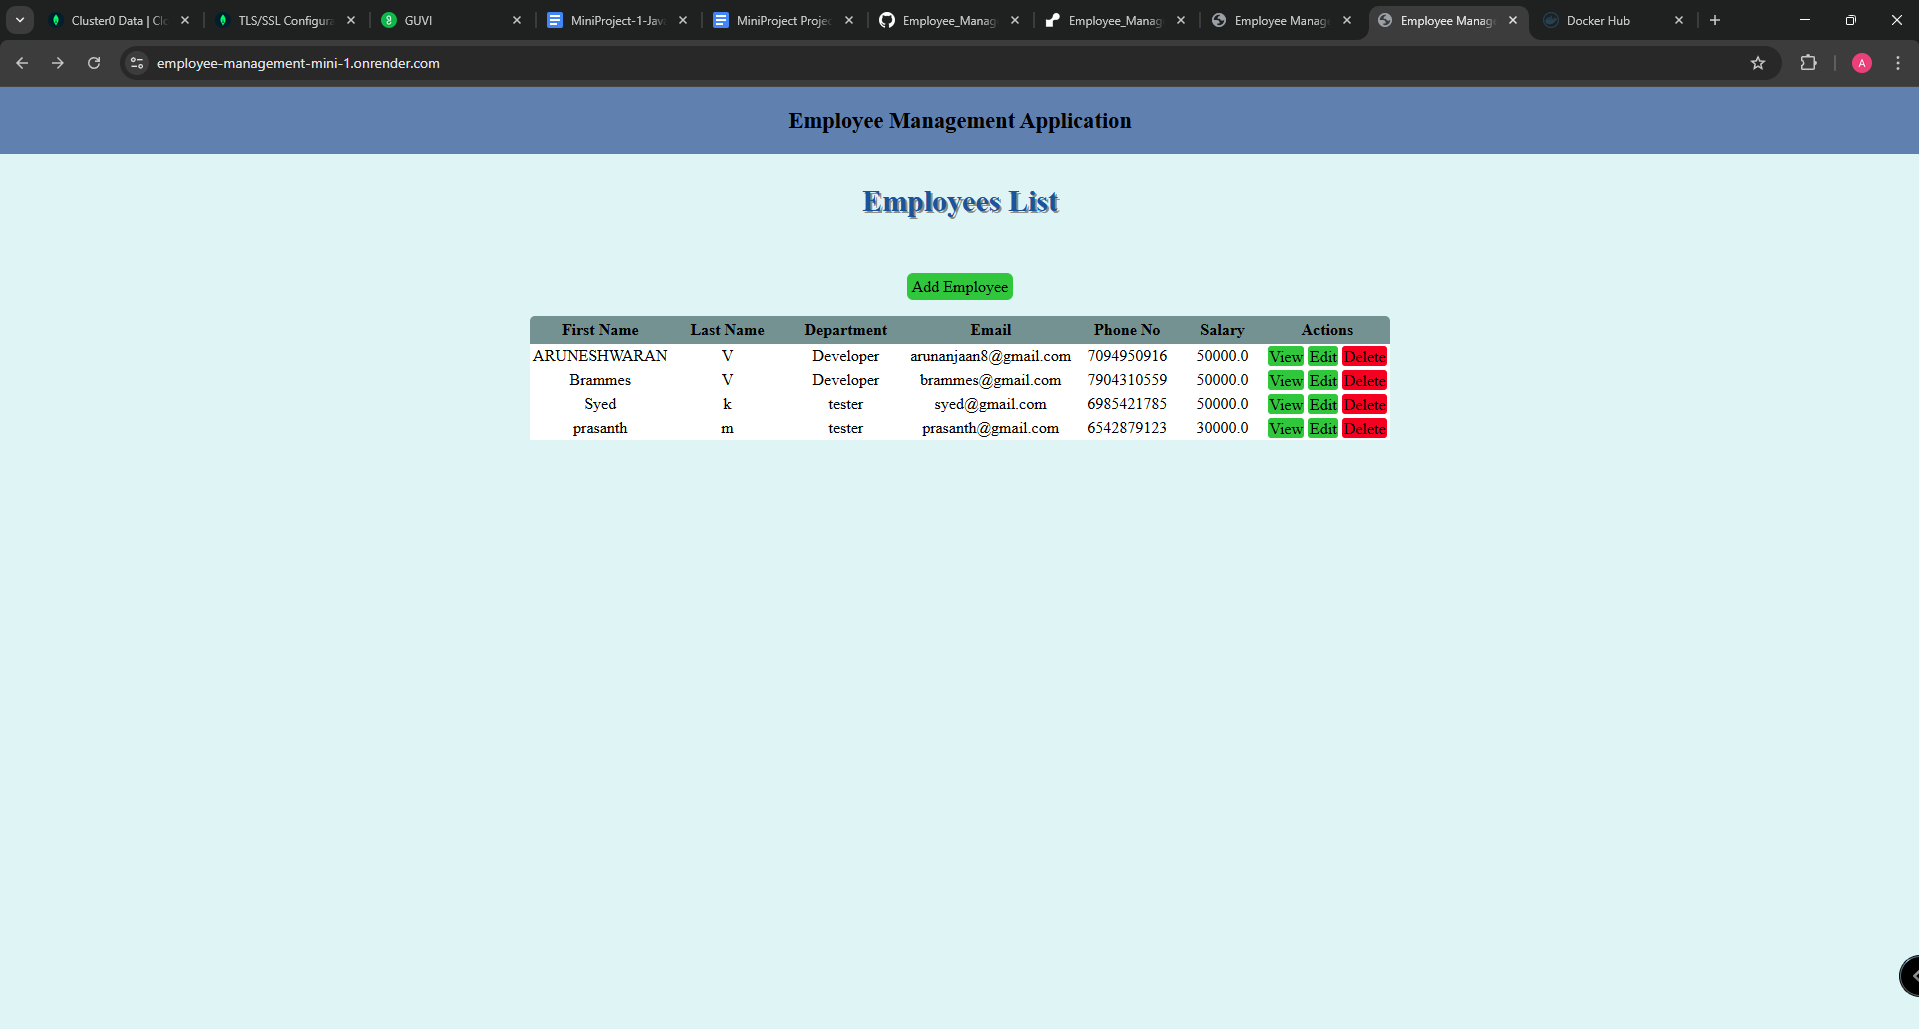 Cluster0 Data | Clo
TLS/SSL Configura
GUVI
MiniProject-1-Java
MiniProject Projec
Employee_Manag
Employee_Manag
Employee Manag
Employee Manag
Docker Hub
employee-management-mini-1.onrender.com
A
Employee Management Application
Employees List
Add Employee
First Name Last Name Department Email Phone No Salary Actions
ARUNESHWARAN V Developer arunanjaan8@gmail.com 7094950916 50000.0 View Edit Delete
Brammes V Developer brammes@gmail.com 7904310559 50000.0 View Edit Delete
Syed k tester syed@gmail.com 6985421785 50000.0 View Edit Delete
prasanth m tester prasanth@gmail.com 6542879123 30000.0 View Edit Delete